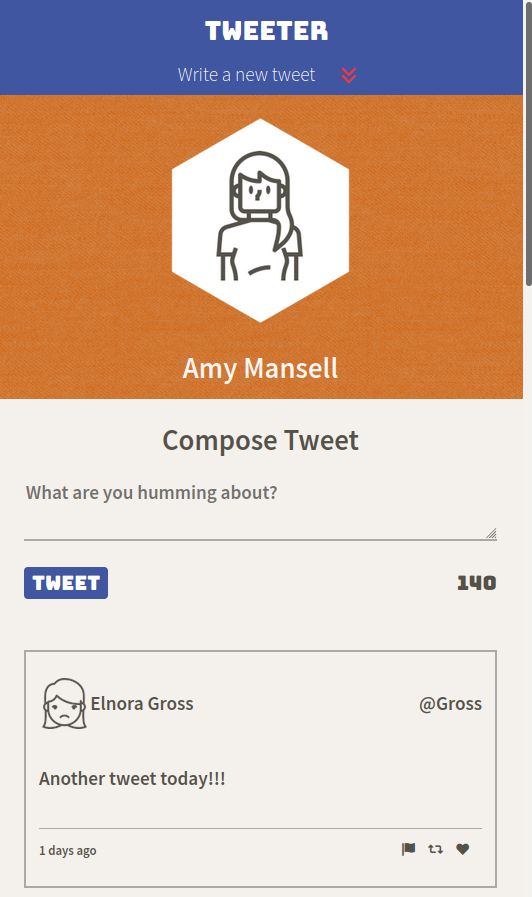 TWEETER
Write a new tweet
Amy Mansell
Compose Tweet
What are you humming about?
TWEET 140
Elnora Gross @Gross
Another tweet today!!!
1 days ago